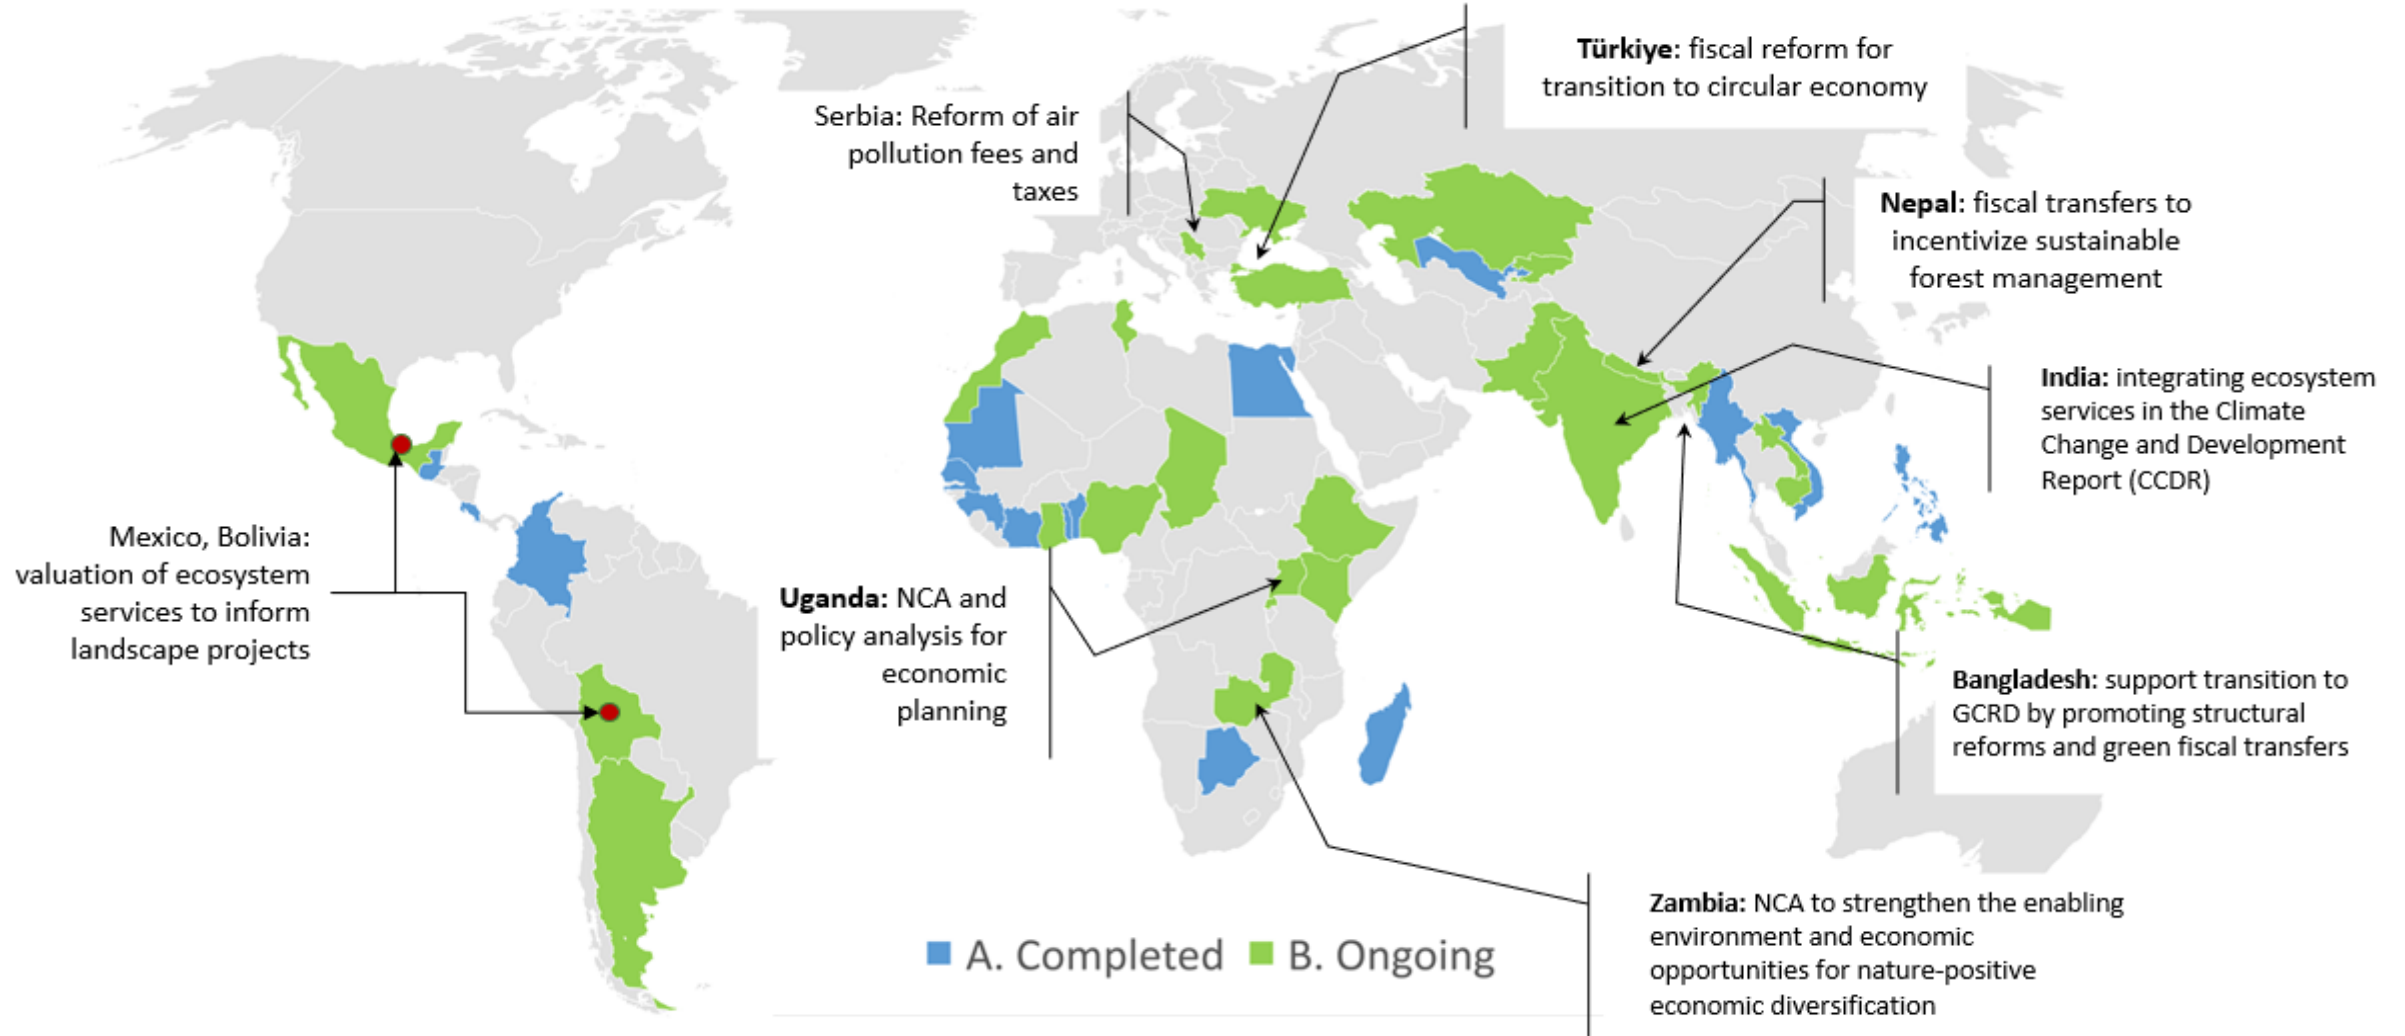 Türkiye: fiscal reform for
transition to circular economy
Serbia: Reform of air
pollution fees and
taxes
Nepal: fiscal transfers to
incentivize sustainable
forest management
India: integrating ecosystem
services in the Climate
Change and Development
Report (CCDR)
Mexico, Bolivia:
valuation of ecosystem
services to inform
landscape projects
Uganda: NCA and
policy analysis for
economic
planning
Bangladesh: support transition to
GCRD by promoting structural
reforms and green fiscal transfers
Zambia: NCA to strengthen the enabling
environment and economic
opportunities for nature-positive
economic diversification
A. Completed
B. Ongoing